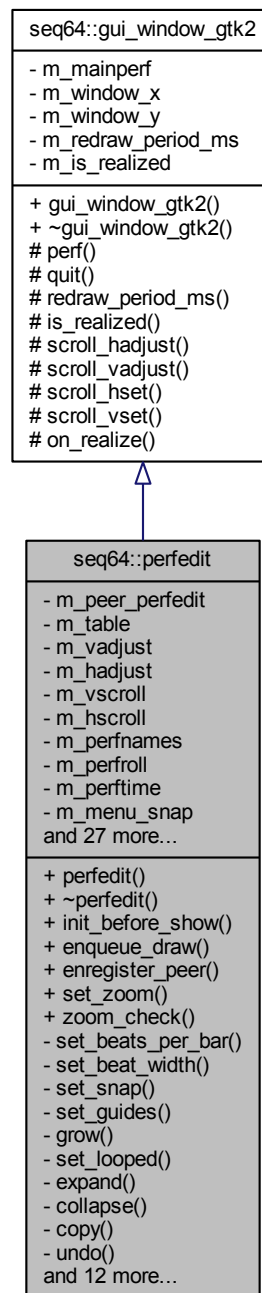 seq64::gui_window_gtk2
- m_mainperf
- m_window_x
- m_window_y
- m_redraw_period_ms
- m_is_realized
+ gui_window_gtk2()
+ ~gui_window_gtk2()
# perf()
# quit()
# redraw_period_ms()
# is_realized()
# scroll_hadjust()
# scroll_vadjust()
# scroll_hset()
# scroll_vset()
# on_realize()
seq64::perfedit
- m_peer_perfedit
- m_table
- m_vadjust
- m_hadjust
- m_vscroll
- m_hscroll
- m_perfnames
- m_perfroll
- m_perftime
- m_menu_snap
and 27 more...
+ perfedit()
+ ~perfedit()
+ init_before_show()
+ enqueue_draw()
+ enregister_peer()
+ set_zoom()
+ zoom_check()
- set_beats_per_bar()
- set_beat_width()
- set_snap()
- set_guides()
- grow()
- set_looped()
- expand()
- collapse()
- copy()
- undo()
and 12 more...